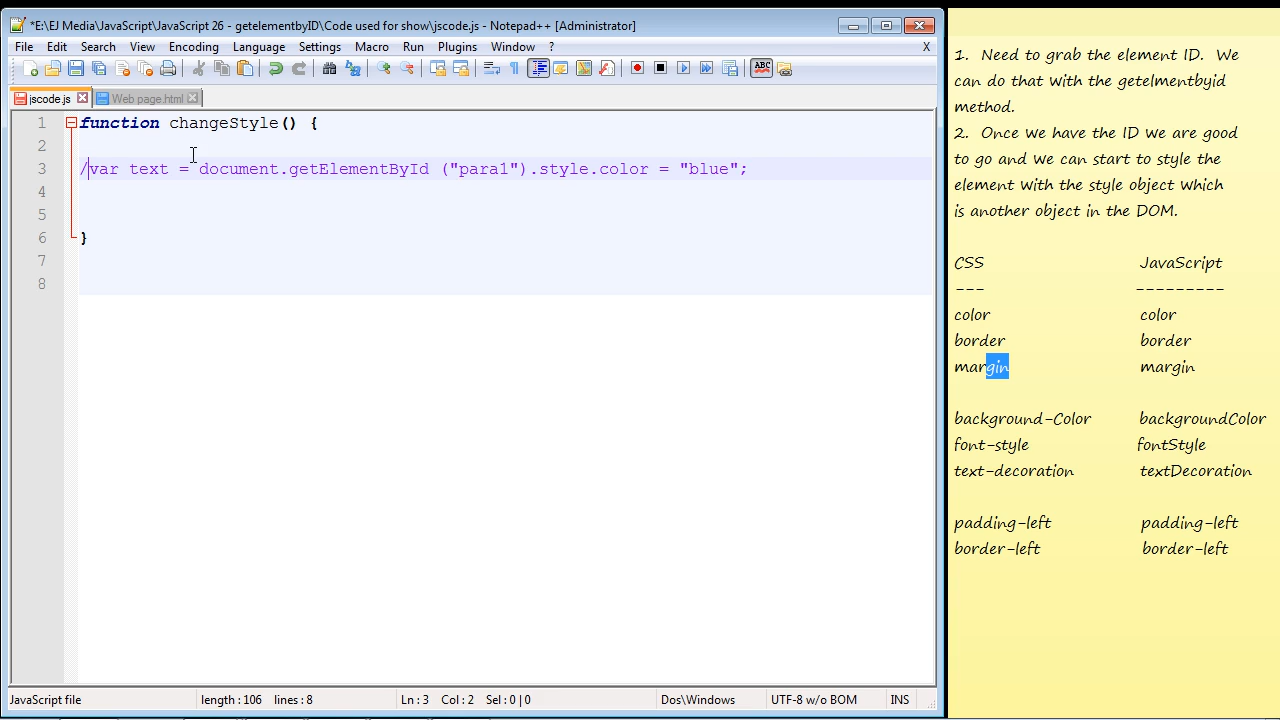 *E:\EJ Media\JavaScript\JavaScript 26 - getelementbyID\Code used for show\jscode.js - Notepad++ [Administrator]
File Edit Search View Encoding Language Settings Macro Run Plugins Window ? X
ABC
jscode.js Web page.html
1 function changeStyle() {
2
3 /var text = document.getElementById ("para1").style.color = "blue";
4
5
6 }
7
8
JavaScript file length : 106 lines : 8 Ln : 3 Col : 2 Sel : 0 | 0 Dos\Windows UTF-8 w/o BOM INS
1. Need to grab the element ID. We
can do that with the getelmentbyid
method.
2. Once we have the ID we are good
to go and we can start to style the
element with the style object which
is another object in the DOM.
CSS JavaScript
--- ---------
color color
border border
margin margin
background-Color backgroundColor
font-style fontStyle
text-decoration textDecoration
padding-left padding-left
border-left border-left